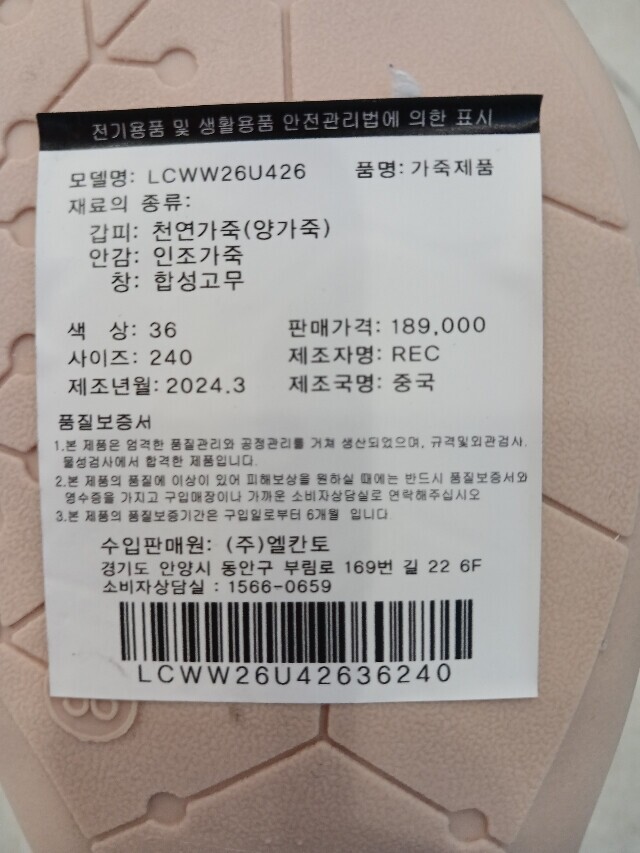 전기용품 및 생활용품 안전관리법에 의한 표시
모델명: LCWW26U426 품명: 가죽제품
재료의 종류:
갑피: 천연가죽(양가죽)
안감: 인조가죽
창: 합성고무
색 상: 36 판매가격: 189,000
사이즈: 240 제조자명: REC
제조년월: 2024.3 제조국명: 중국
품질보증서
1.본 제품은 엄격한 품질관리와 공정관리를 거쳐 생산되었으며, 규격및외관검사.
물성검사에서 합격한 제품입니다.
2.본 제품의 품질에 이상이 있어 피해보상을 원하실 때에는 반드시 품질보증서와
영수증을 가지고 구입매장이나 가까운 소비자상담실로 연락해주십시오
3.본 제품의 품질보증기간은 구입일로부터 6개월 입니다
수입판매원: (주)엘칸토
경기도 안양시 동안구 부림로 169번 길 22 6F
소비자상담실 : 1566-0659
LCWW26U42636240